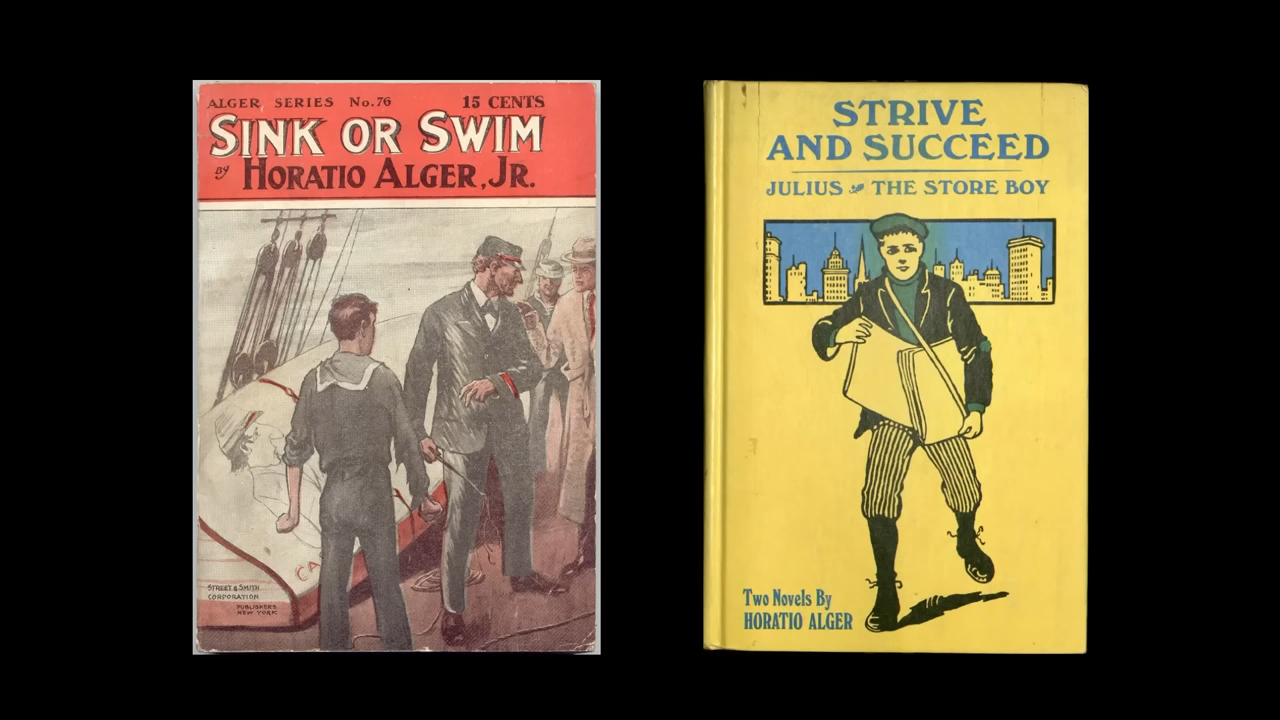 ALGER SERIES No. 76 15 CENTS
SINK OR SWIM
BY HORATIO ALGER, JR.
CA
STREET & SMITH
CORPORATION
PUBLISHERS
NEW YORK
STRIVE
AND SUCCEED
JULIUS THE STORE BOY
Two Novels By
HORATIO ALGER